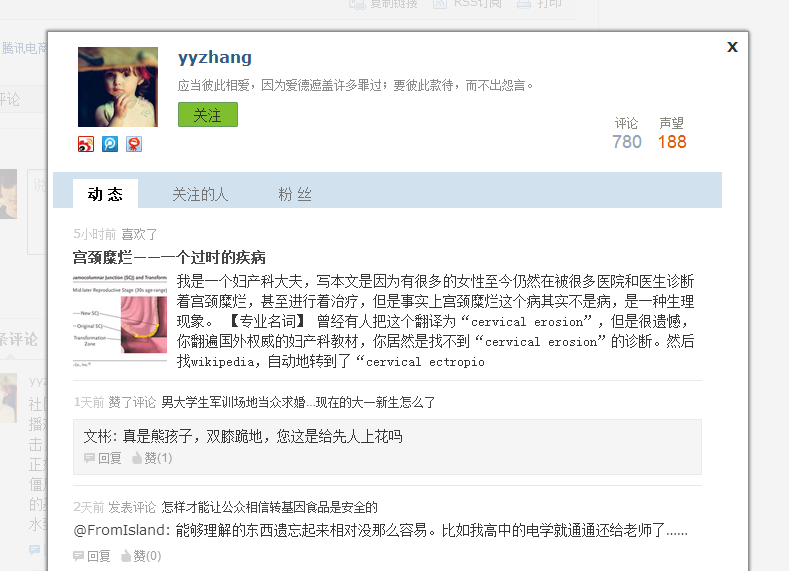 复制链接 RSS订阅 打印
腾讯电商
评论
条评论
x
yyzhang
应当彼此相爱，因为爱德遮盖许多罪过；要彼此款待，而不出怨言。
关注
评论 声望
780 188
动 态 关注的人 粉 丝
5小时前 喜欢了
宫颈糜烂——一个过时的疾病
我是一个妇产科大夫，写本文是因为有很多的女性至今仍然在被很多医院和医生诊断
着宫颈糜烂，甚至进行着治疗，但是事实上宫颈糜烂这个病其实不是病，是一种生理
现象。 【专业名词】 曾经有人把这个翻译为“cervical erosion”，但是很遗憾，
你翻遍国外权威的妇产科教材，你居然是找不到“cervical erosion”的诊断。然后
找wikipedia，自动地转到了“cervical ectropio
amocolumnar Junction (SCJ) and Transform
Mid/later Reproductive Stage (30s age-range)
New SCJ
Original SCJ
Transformation
Zone
1天前 赞了评论 男大学生军训场地当众求婚…现在的大一新生怎么了
文彬: 真是熊孩子，双膝跪地，您这是给先人上花吗
回复 赞(1)
2天前 发表评论 怎样才能让公众相信转基因食品是安全的
@FromIsland: 能够理解的东西遗忘起来相对没那么容易。比如我高中的电学就通通还给老师了......
回复 赞(0)